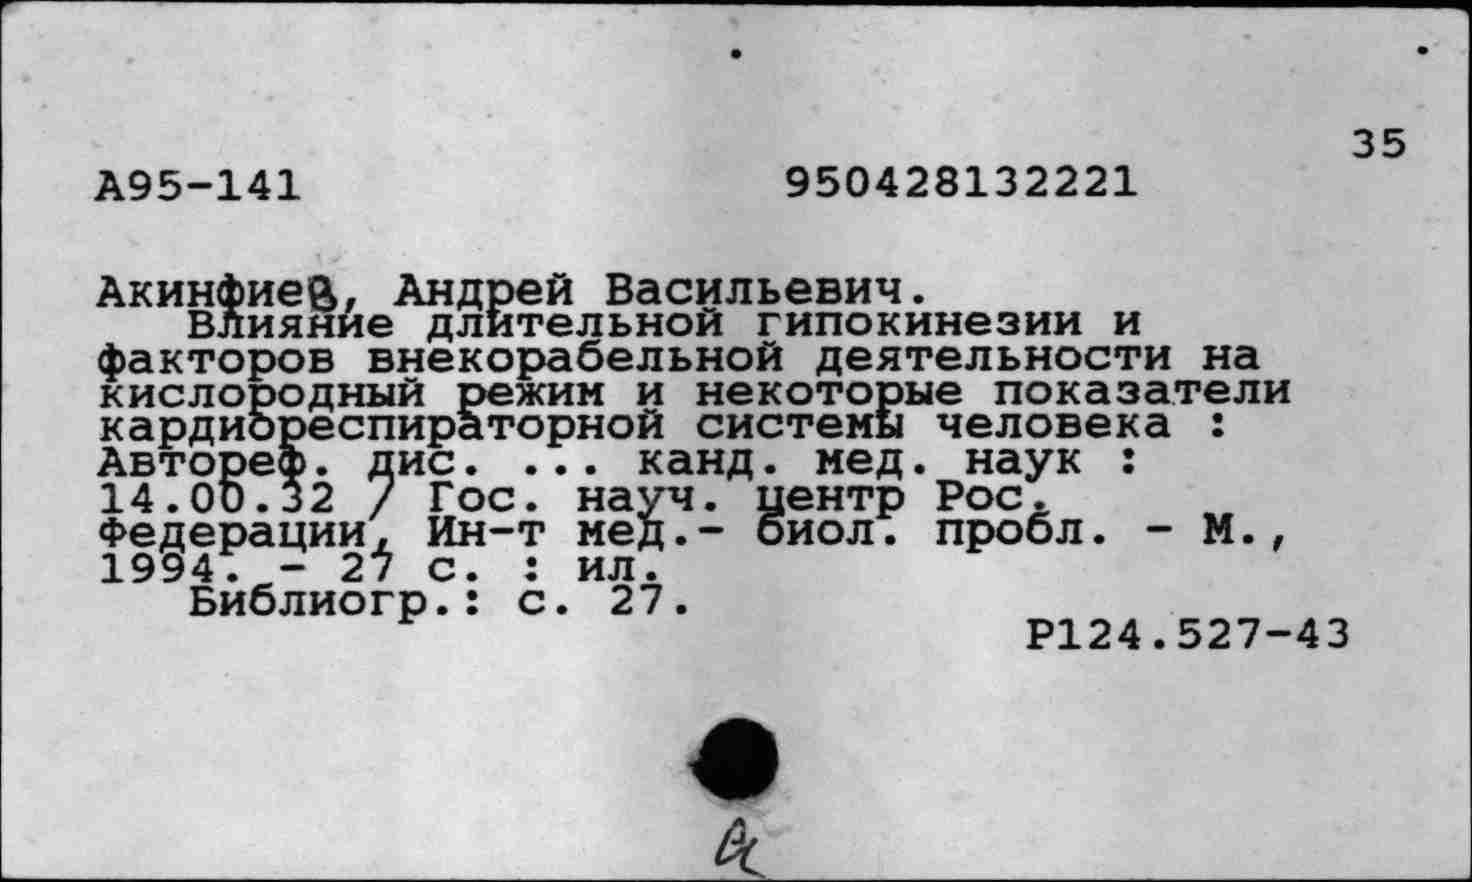 35
А95-141 950428132221
Акинфиев, Андрей Васильевич.
Влияние длительной гипокинезии и
факторов внекорабельной деятельности на
кислородный режим и некоторые показатели
кардиореспираторной системы человека :
Автореф. дис. ... канд. мед. наук :
14.00.32 / Гос. науч. центр Рос.
Федерации, Ин-т мед.- биол. пробл. - М.,
1994. - 27 с. : ил.
Библиогр.: с. 27.
Р124.527-43